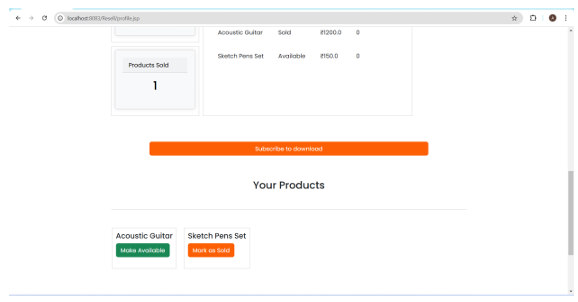 localhost:8083/Resell/profile.jsp
Acoustic Guitar Sold ₹1200.0 0
Sketch Pens Set Available ₹150.0 0
Products Sold
1
Subscribe to download
Your Products
Acoustic Guitar
Make Available
Sketch Pens Set
Mark as Sold